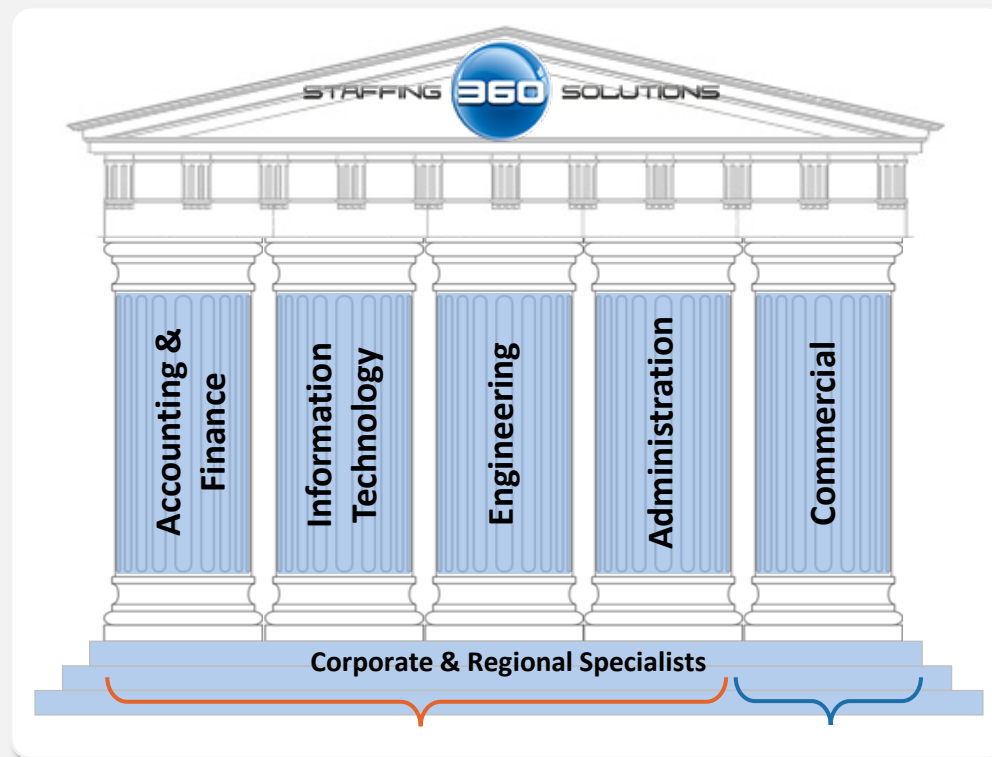 STAFFING 360 SOLUTIONS
Accounting &
Finance
Information
Technology
Engineering
Administration
Commercial
Corporate & Regional Specialists